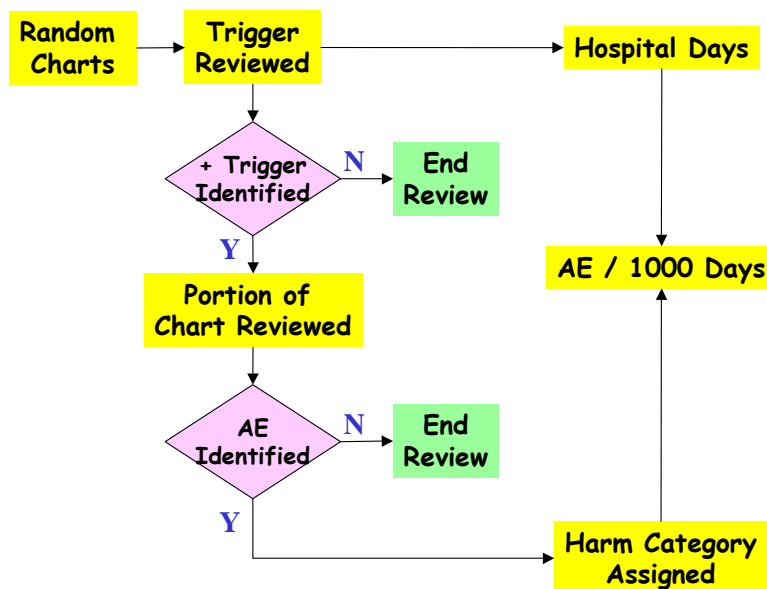 Random
Charts
Trigger
Reviewed
Hospital Days
+ Trigger
Identified
N
End
Review
Y
AE / 1000 Days
Portion of
Chart Reviewed
AE
Identified
N
End
Review
Y
Harm Category
Assigned